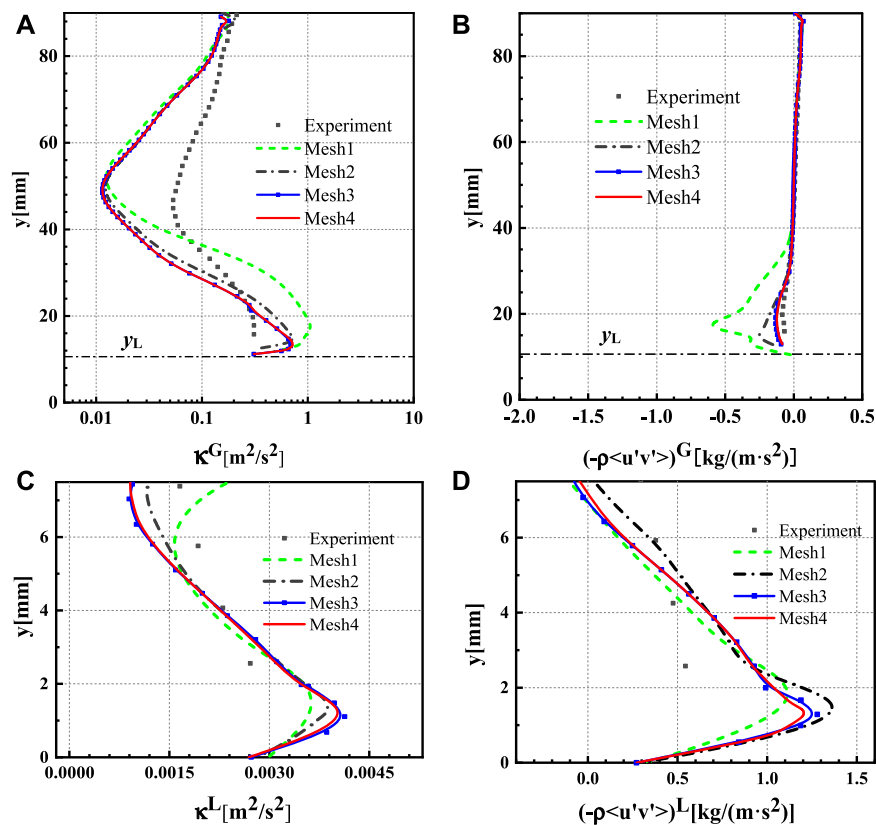 A
80
60
40
20
0
y[mm]
Experiment
Mesh1
Mesh2
Mesh3
Mesh4
yL
0.01 0.1 1 10
κᴳ[m²/s²]
B
80
60
40
20
0
y[mm]
Experiment
Mesh1
Mesh2
Mesh3
Mesh4
yL
-2.0 -1.5 -1.0 -0.5 0.0 0.5
(-ρ<u'v'>)ᴳ[kg/(m·s²)]
C
6
4
2
0
y[mm]
Experiment
Mesh1
Mesh2
Mesh3
Mesh4
0.0000 0.0015 0.0030 0.0045
κᴸ[m²/s²]
D
6
4
2
0
y[mm]
Experiment
Mesh1
Mesh2
Mesh3
Mesh4
0.0 0.5 1.0 1.5
(-ρ<u'v'>)ᴸ[kg/(m·s²)]